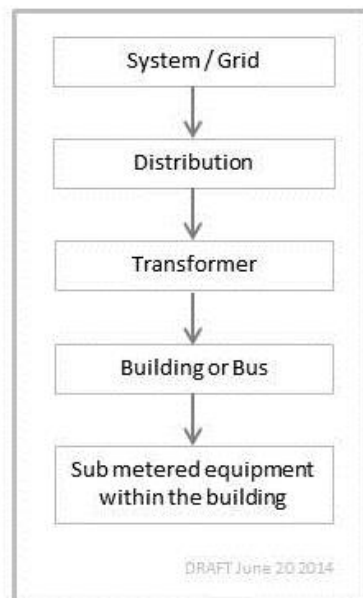 System / Grid
Distribution
Transformer
Building or Bus
Sub metered equipment
within the building
DRAFT June 20 2014